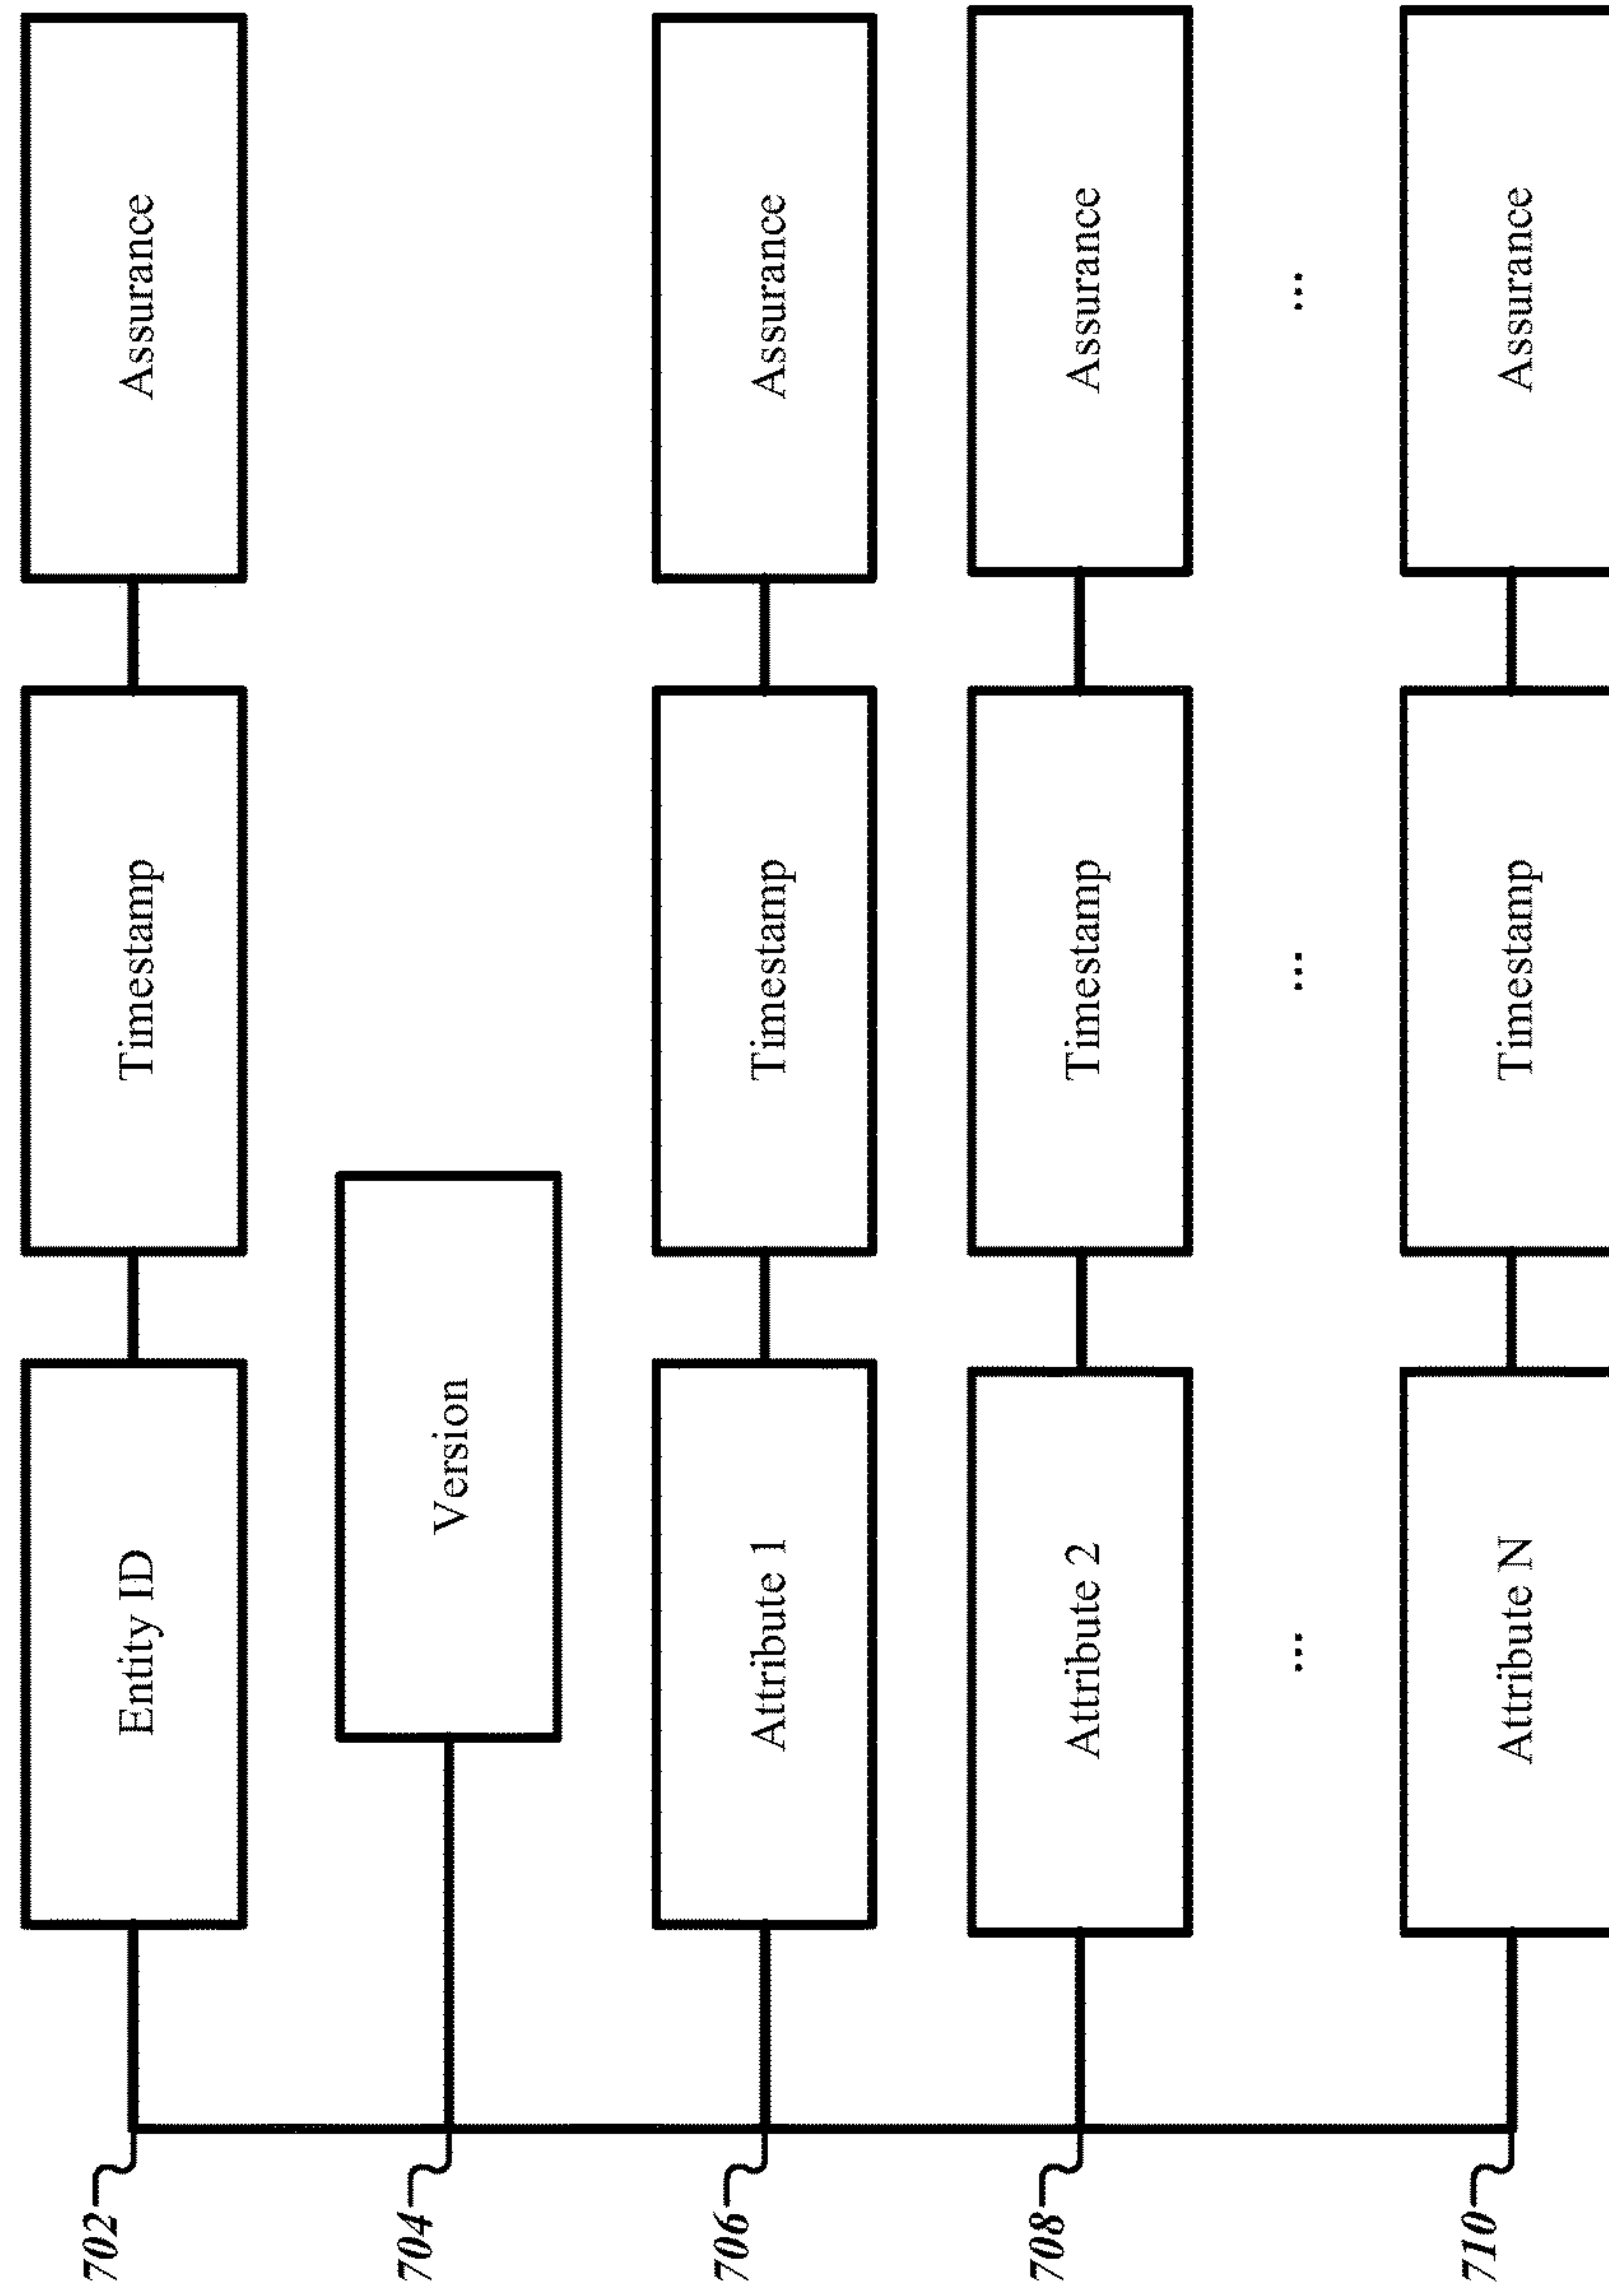 702 Entity ID Timestamp Assurance
704 Version
706 Attribute 1 Timestamp Assurance
708 Attribute 2 Timestamp Assurance
... ... ...
710 Attribute N Timestamp Assurance